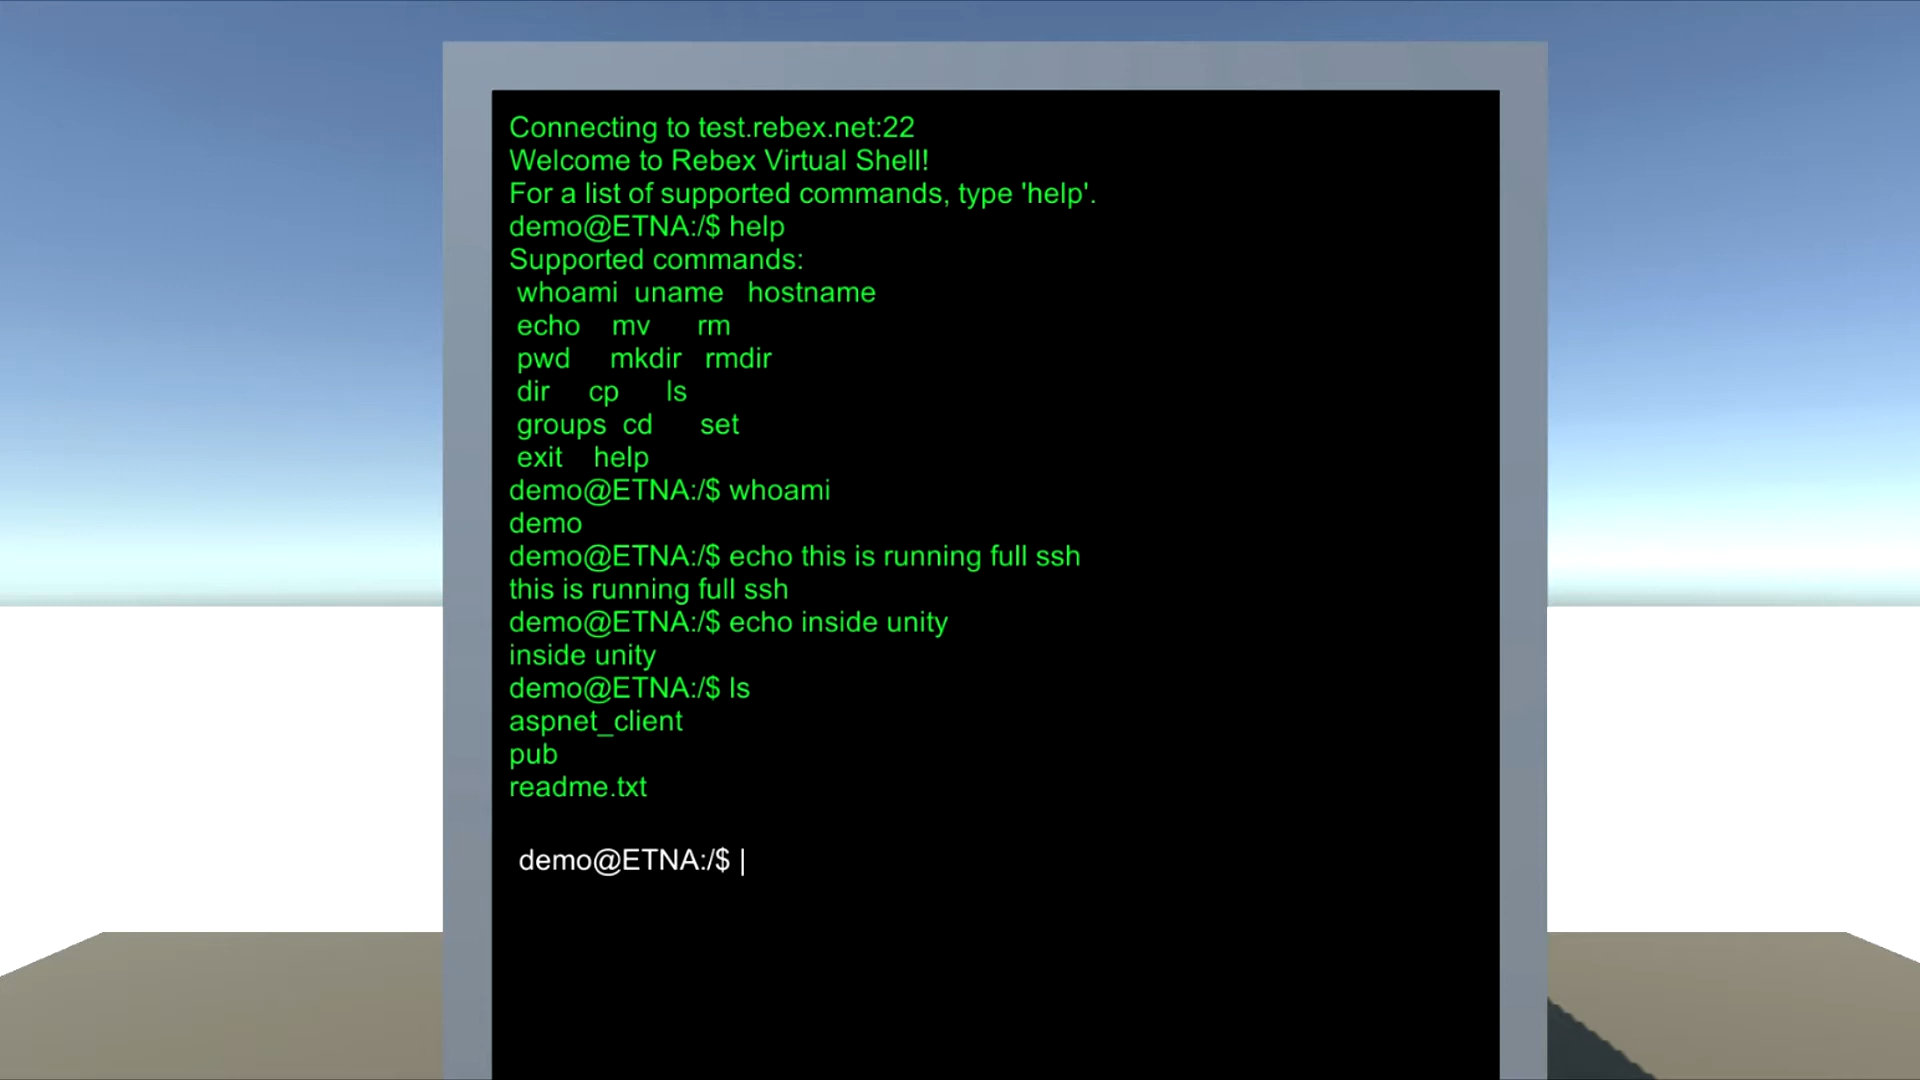 Connecting to test.rebex.net:22
Welcome to Rebex Virtual Shell!
For a list of supported commands, type 'help'.
demo@ETNA:/$ help
Supported commands:
whoami uname hostname
echo mv rm
pwd mkdir rmdir
dir cp ls
groups cd set
exit help
demo@ETNA:/$ whoami
demo
demo@ETNA:/$ echo this is running full ssh
this is running full ssh
demo@ETNA:/$ echo inside unity
inside unity
demo@ETNA:/$ ls
aspnet_client
pub
readme.txt
demo@ETNA:/$